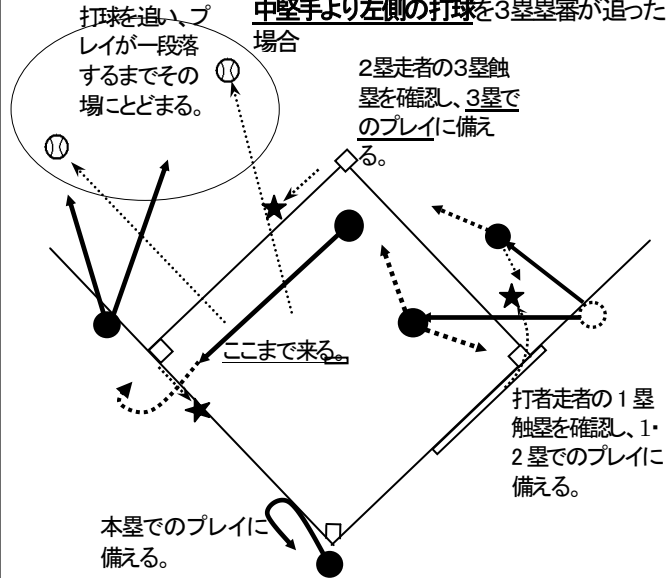 中堅手より左側の打球を3塁塁審が追った
場合
打球を追い、プ
レイが一段落
するまでその
場にとどまる。
2塁走者の3塁蝕
塁を確認し、3塁で
のプレイに備え
る。
ここまで来る。
打者走者の1塁
触塁を確認し、1・
2塁でのプレイに
備える。
本塁でのプレイに
備える。